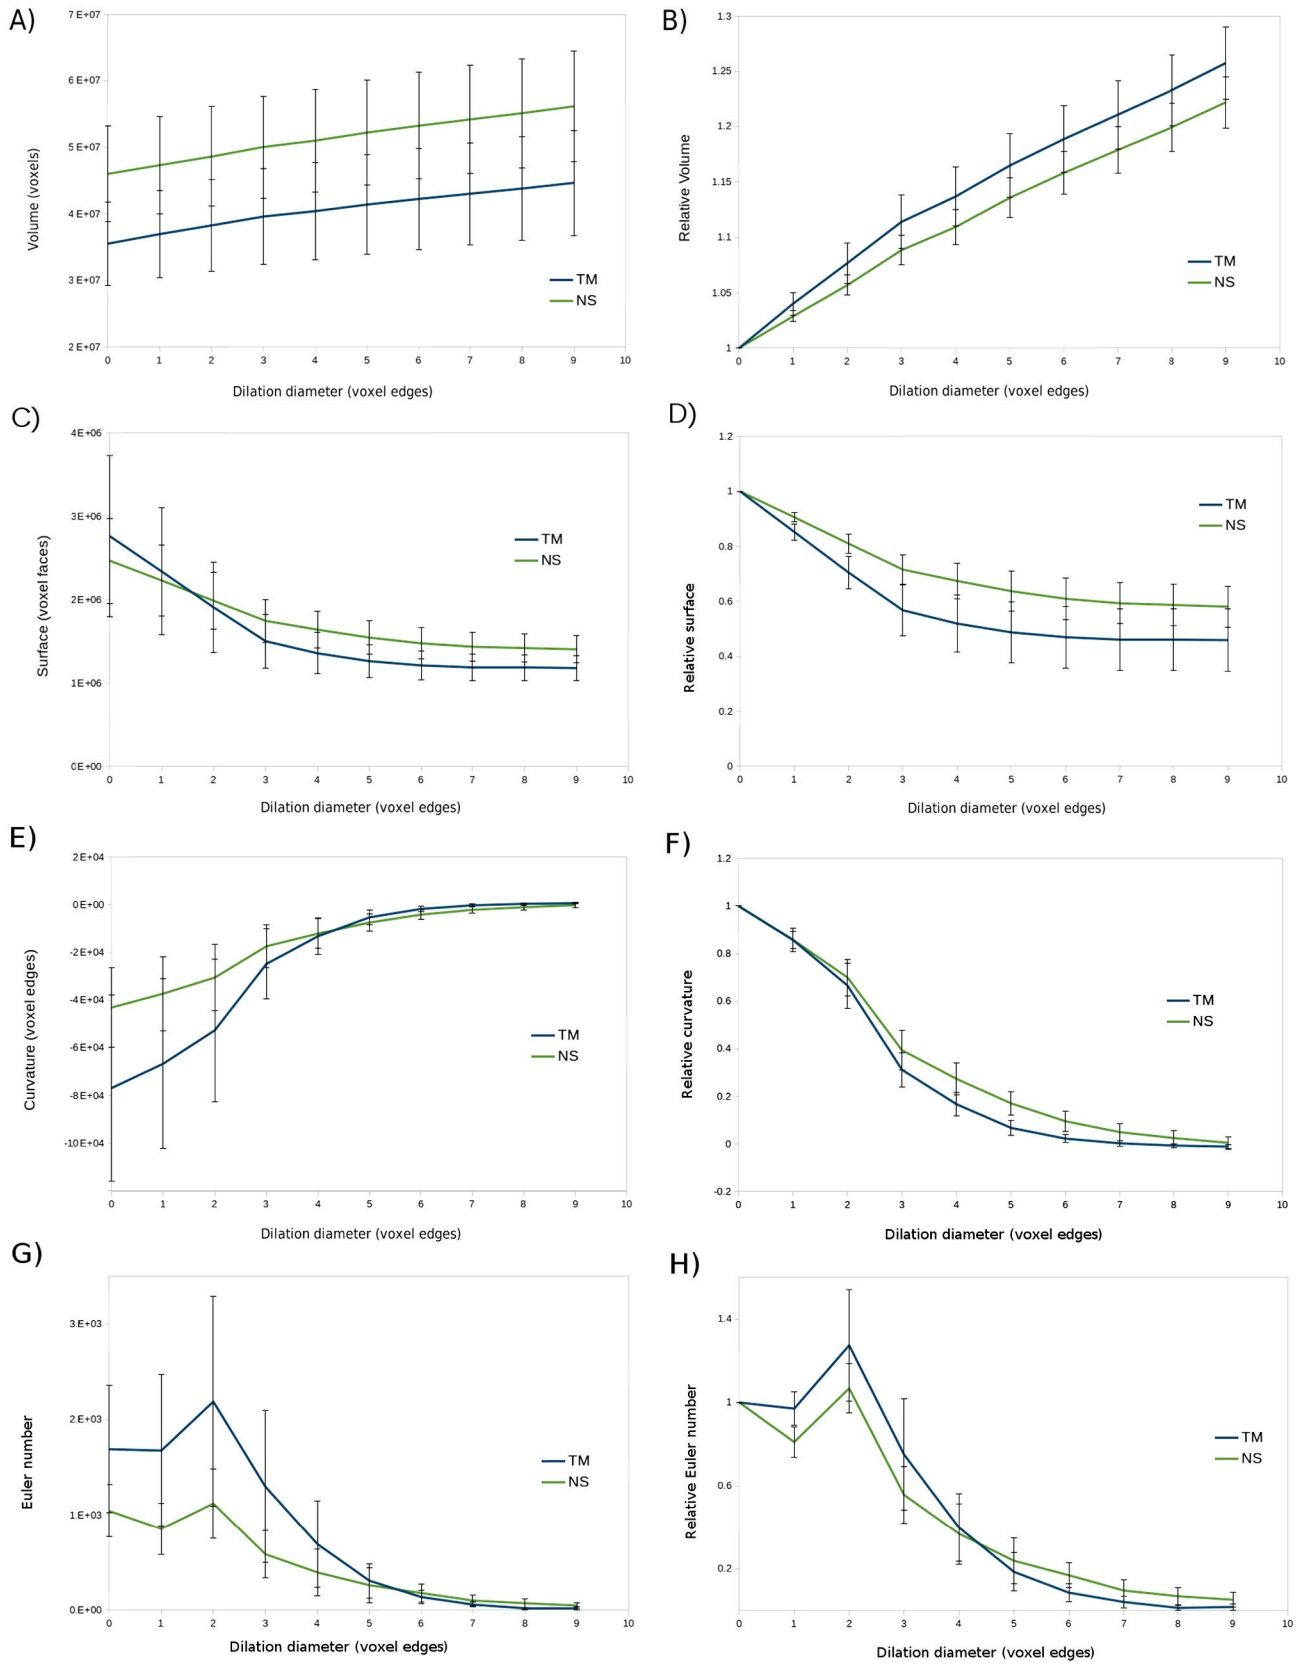 A)
7 E+07
6 E+07
5 E+07
4 E+07
3 E+07
2 E+07
Volume (voxels)
0 1 2 3 4 5 6 7 8 9 10
Dilation diameter (voxel edges)
TM
NS
B)
1.3
1.25
1.2
1.15
1.1
1.05
1
Relative Volume
0 1 2 3 4 5 6 7 8 9 10
Dilation diameter (voxel edges)
TM
NS
C)
4E+06
3E+06
2E+06
1E+06
0E+00
Surface (voxel faces)
0 1 2 3 4 5 6 7 8 9 10
Dilation diameter (voxel edges)
TM
NS
D)
1.2
1
0.8
0.6
0.4
0.2
0
Relative surface
0 1 2 3 4 5 6 7 8 9 10
Dilation diameter (voxel edges)
TM
NS
E)
2E+04
0E+00
-2E+04
-4E+04
-6E+04
-8E+04
-10E+04
Curvature (voxel edges)
0 1 2 3 4 5 6 7 8 9 10
Dilation diameter (voxel edges)
TM
NS
F)
1.2
1
0.8
0.6
0.4
0.2
0
-0.2
Relative curvature
0 1 2 3 4 5 6 7 8 9 10
Dilation diameter (voxel edges)
TM
NS
G)
3.E+03
2.E+03
1.E+03
0.E+00
Euler number
0 1 2 3 4 5 6 7 8 9 10
Dilation diameter (voxel edges)
TM
NS
H)
1.4
1
0.6
0.2
Relative Euler number
0 1 2 3 4 5 6 7 8 9 10
Dilation diameter (voxel edges)
TM
NS